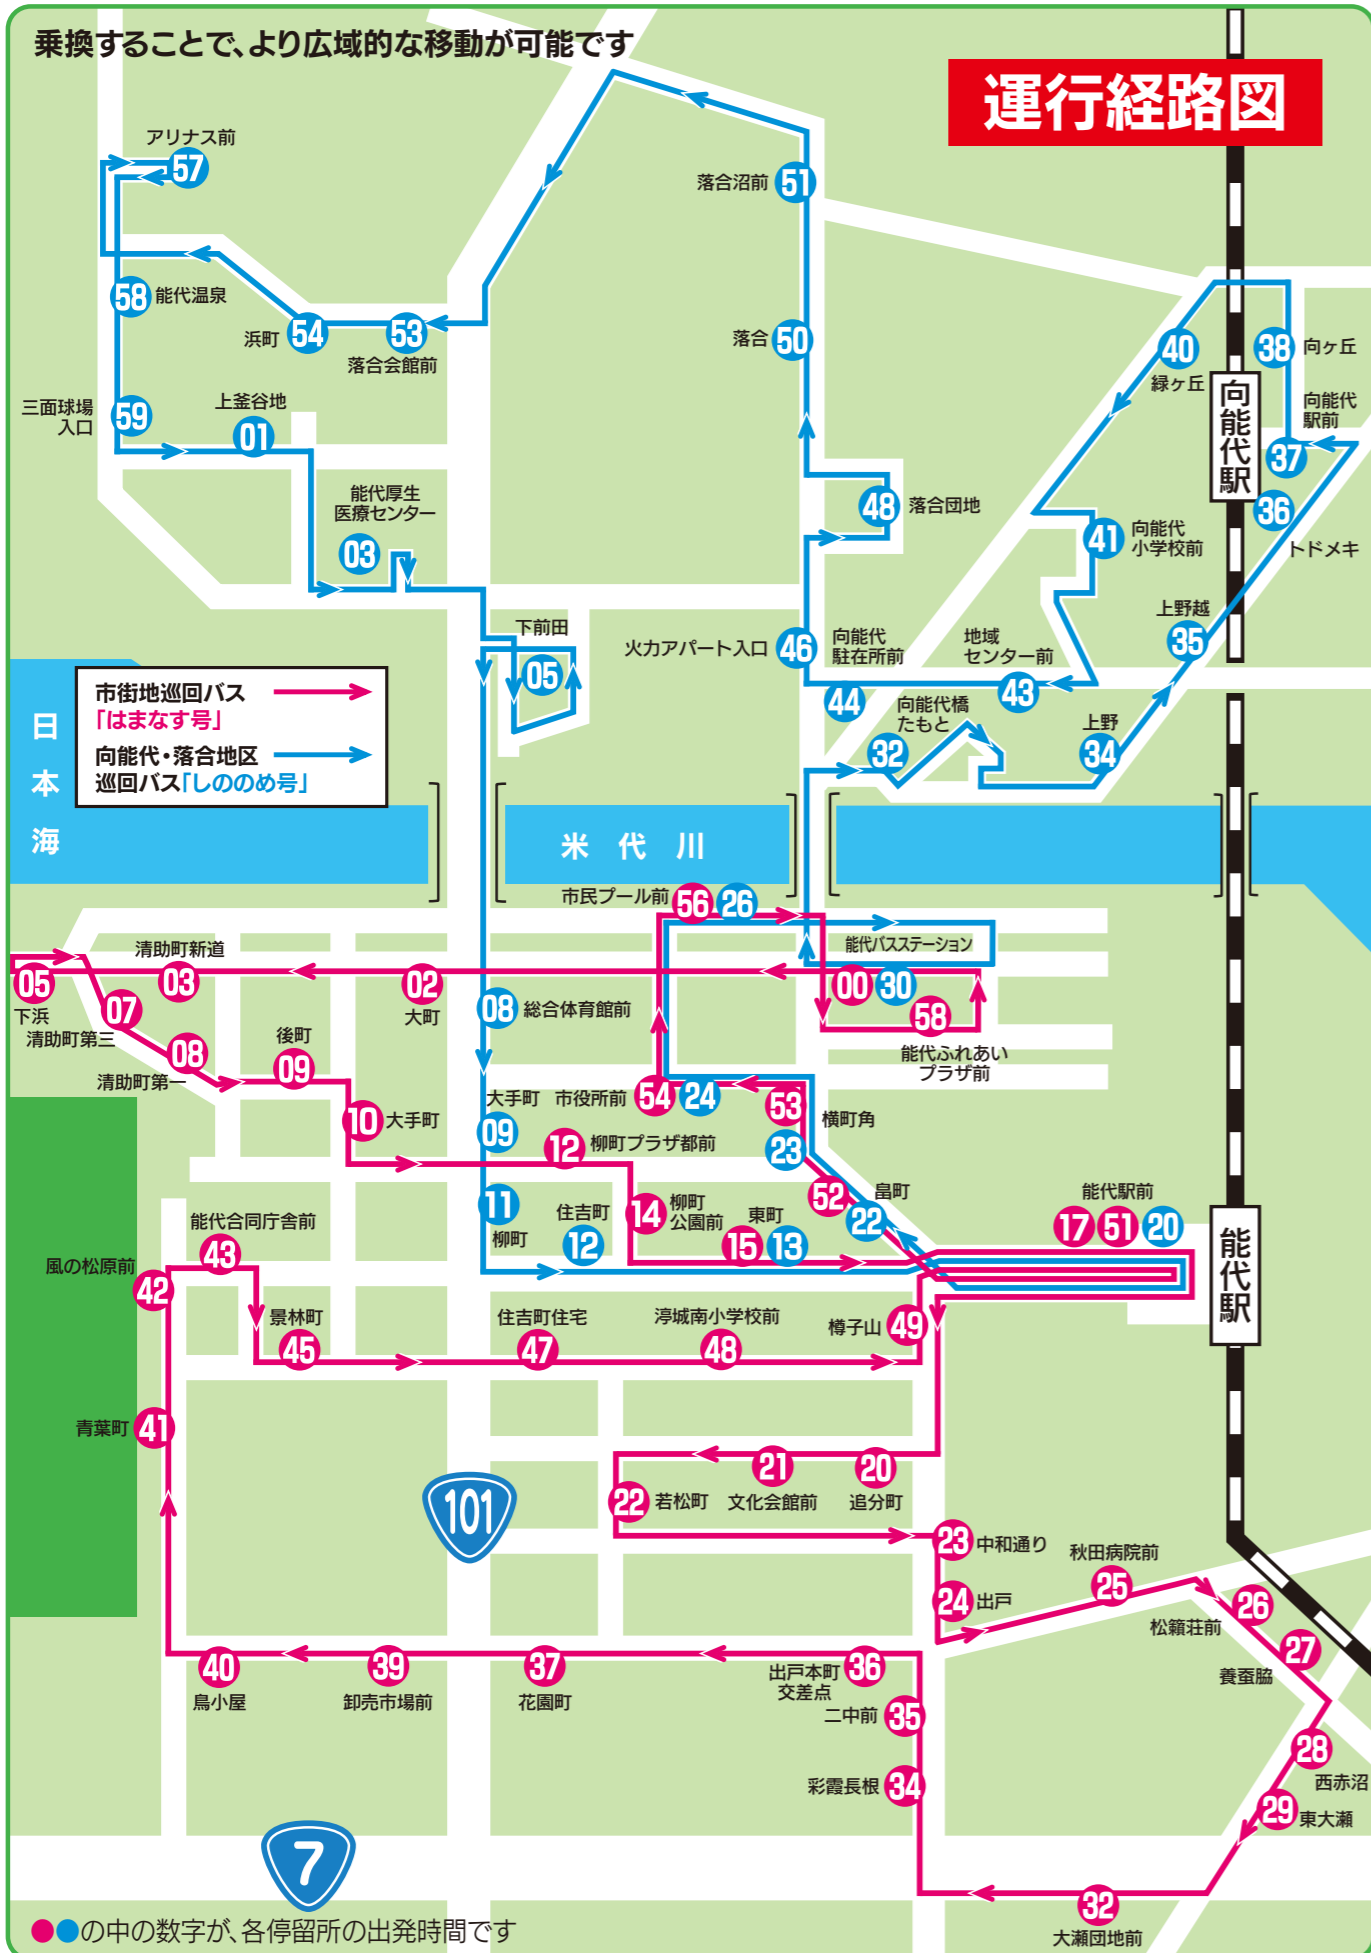 乗換することで、より広域的な移動が可能です
運行経路図
アリナス前
57
落合沼前
51
58
能代温泉
浜町
54
53
落合会館前
落合
50
40
緑ヶ丘
38
向ヶ丘
向能代駅
向能代
駅前
37
36
トドメキ
三面球場
入口
59
上釜谷地
01
能代厚生
医療センター
03
48
落合団地
41
向能代
小学校前
下前田
05
火力アパート入口
46
向能代
駐在所前
44
地域
センター前
43
上野越
35
向能代橋
たもと
32
上野
34
日本海
市街地巡回バス
「はまなす号」
向能代・落合地区
巡回バス「しののめ号」
米代川
市民プール前
56
26
能代バスステーション
清助町新道
05
下浜
03
02
大町
00
30
58
能代ふれあい
プラザ前
07
清助町第三
08
清助町第一
後町
09
08
総合体育館前
10
大手町
大手町
09
市役所前
54
24
53
横町角
23
12
柳町プラザ都前
11
柳町
住吉町
12
14
柳町
公園前
東町
15
13
52
畠町
22
能代駅前
17
51
20
能代駅
能代合同庁舎前
43
風の松原前
42
景林町
45
住吉町住宅
47
渟城南小学校前
48
樽子山
49
青葉町
41
101
22
若松町
21
文化会館前
20
追分町
23
中和通り
24
出戸
秋田病院前
25
松籟荘前
26
27
養蚕脇
40
鳥小屋
39
卸売市場前
37
花園町
出戸本町
交差点
36
二中前
35
彩霞長根
34
28
西赤沼
29
東大瀬
7
32
大瀬団地前
●●の中の数字が、各停留所の出発時間です